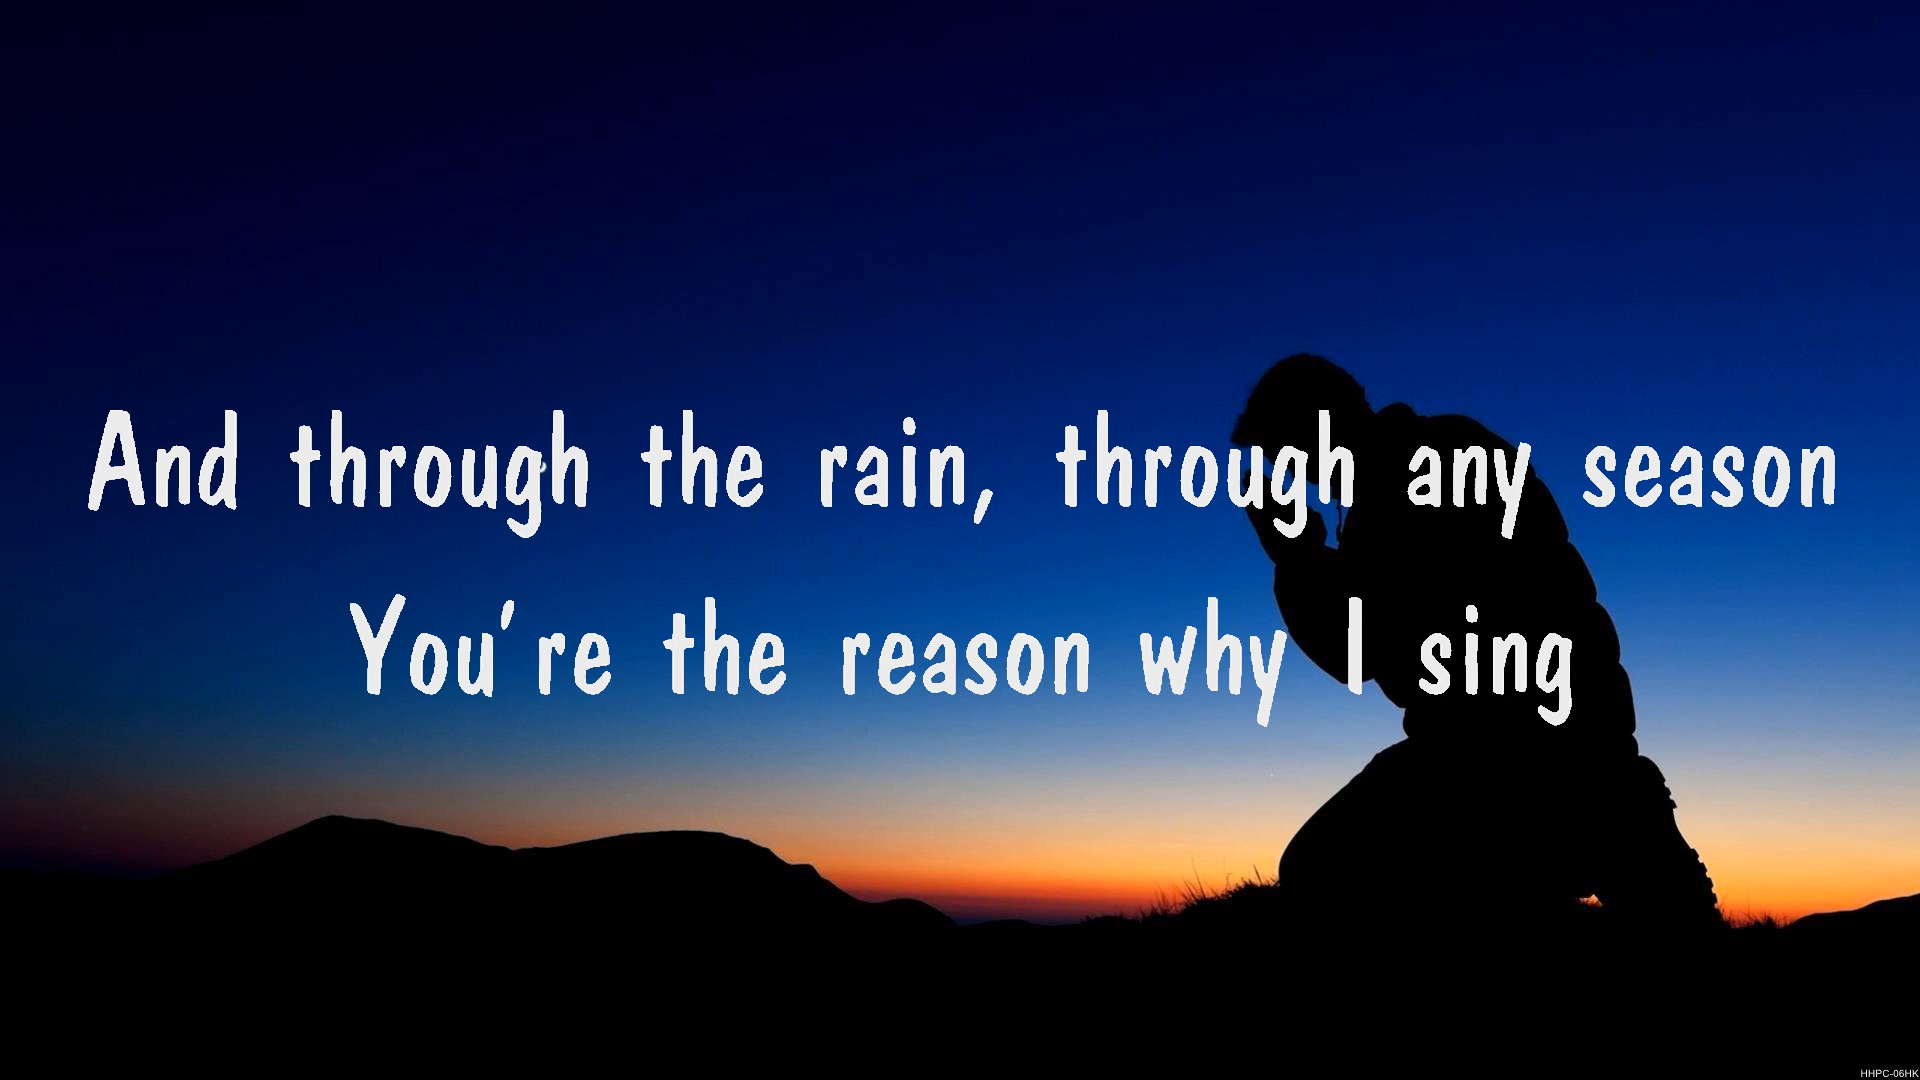 And through the rain, through any season
You're the reason why I sing
HHPC-06HK